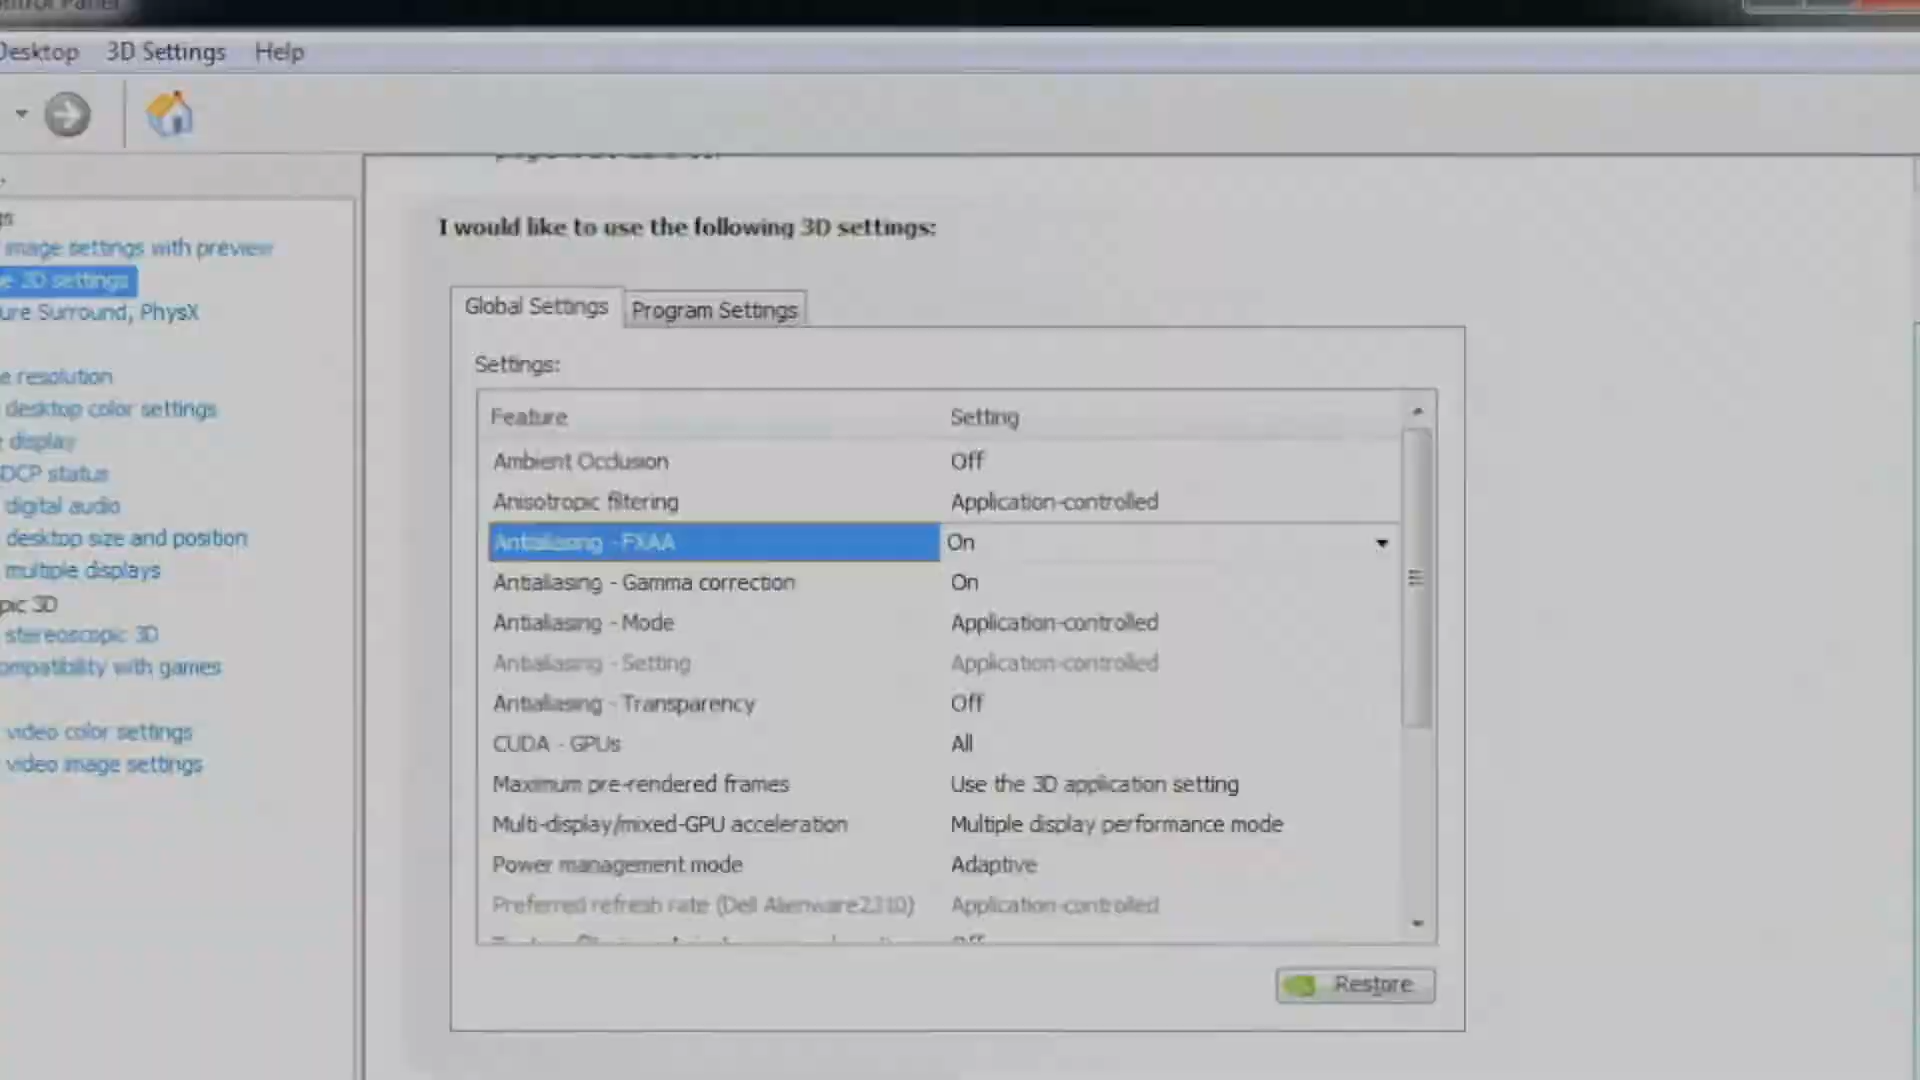 Control Panel
Desktop 3D Settings Help
image settings with preview
3D settings
Surround, PhysX
resolution
desktop color settings
display
status
digital audio
desktop size and position
multiple displays
3D
stereoscopic 3D
compatibility with games
video color settings
video image settings
I would like to use the following 3D settings:
Global Settings Program Settings
Settings:
Feature Setting
Ambient Occlusion Off
Anisotropic filtering Application-controlled
Antialiasing - FXAA On
Antialiasing - Gamma correction On
Antialiasing - Mode Application-controlled
Antialiasing - Setting Application-controlled
Antialiasing - Transparency Off
CUDA - GPUs All
Maximum pre-rendered frames Use the 3D application setting
Multi-display/mixed-GPU acceleration Multiple display performance mode
Power management mode Adaptive
Preferred refresh rate (Dell Alienware2310) Application-controlled
Off
Restore